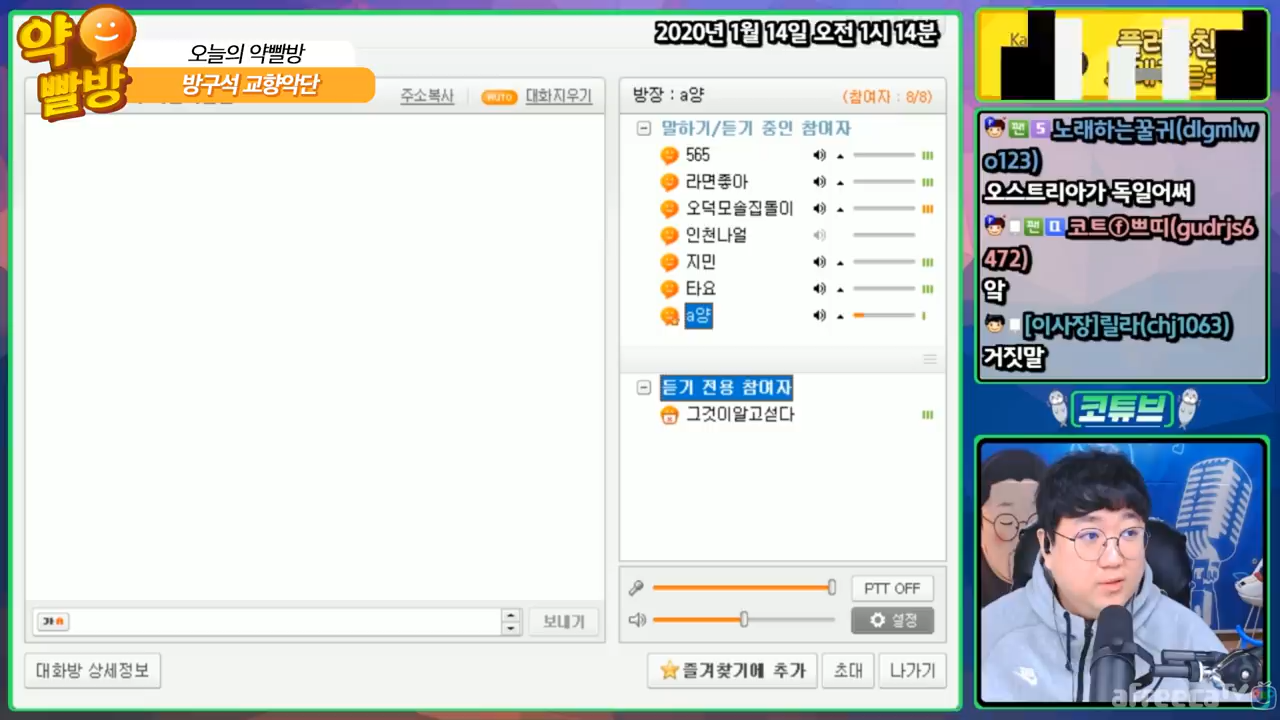 약빨방
오늘의 약빨방
방구석 교향악단
2020년 1월 14일 오전 1시 14분
주소복사
AUTO 대화지우기
방장 : a양
(참여자 : 8/8)
말하기/듣기 중인 참여자
565
라면좋아
오덕모솔집돌이
인천나얼
지민
타요
a양
듣기 전용 참여자
그것이알고싶다
PTT OFF
설정
가
보내기
대화방 상세정보
즐겨찾기에 추가
초대
나가기
Ka
팬 5 노래하는꿀귀(dlgmlw
o123)
오스트리아가 독일어써
팬 코트ⓕ쁘띠(gudrjs6
472)
앜
[이사장]릴라(chj1063)
거짓말
코튜브
afreecaTV